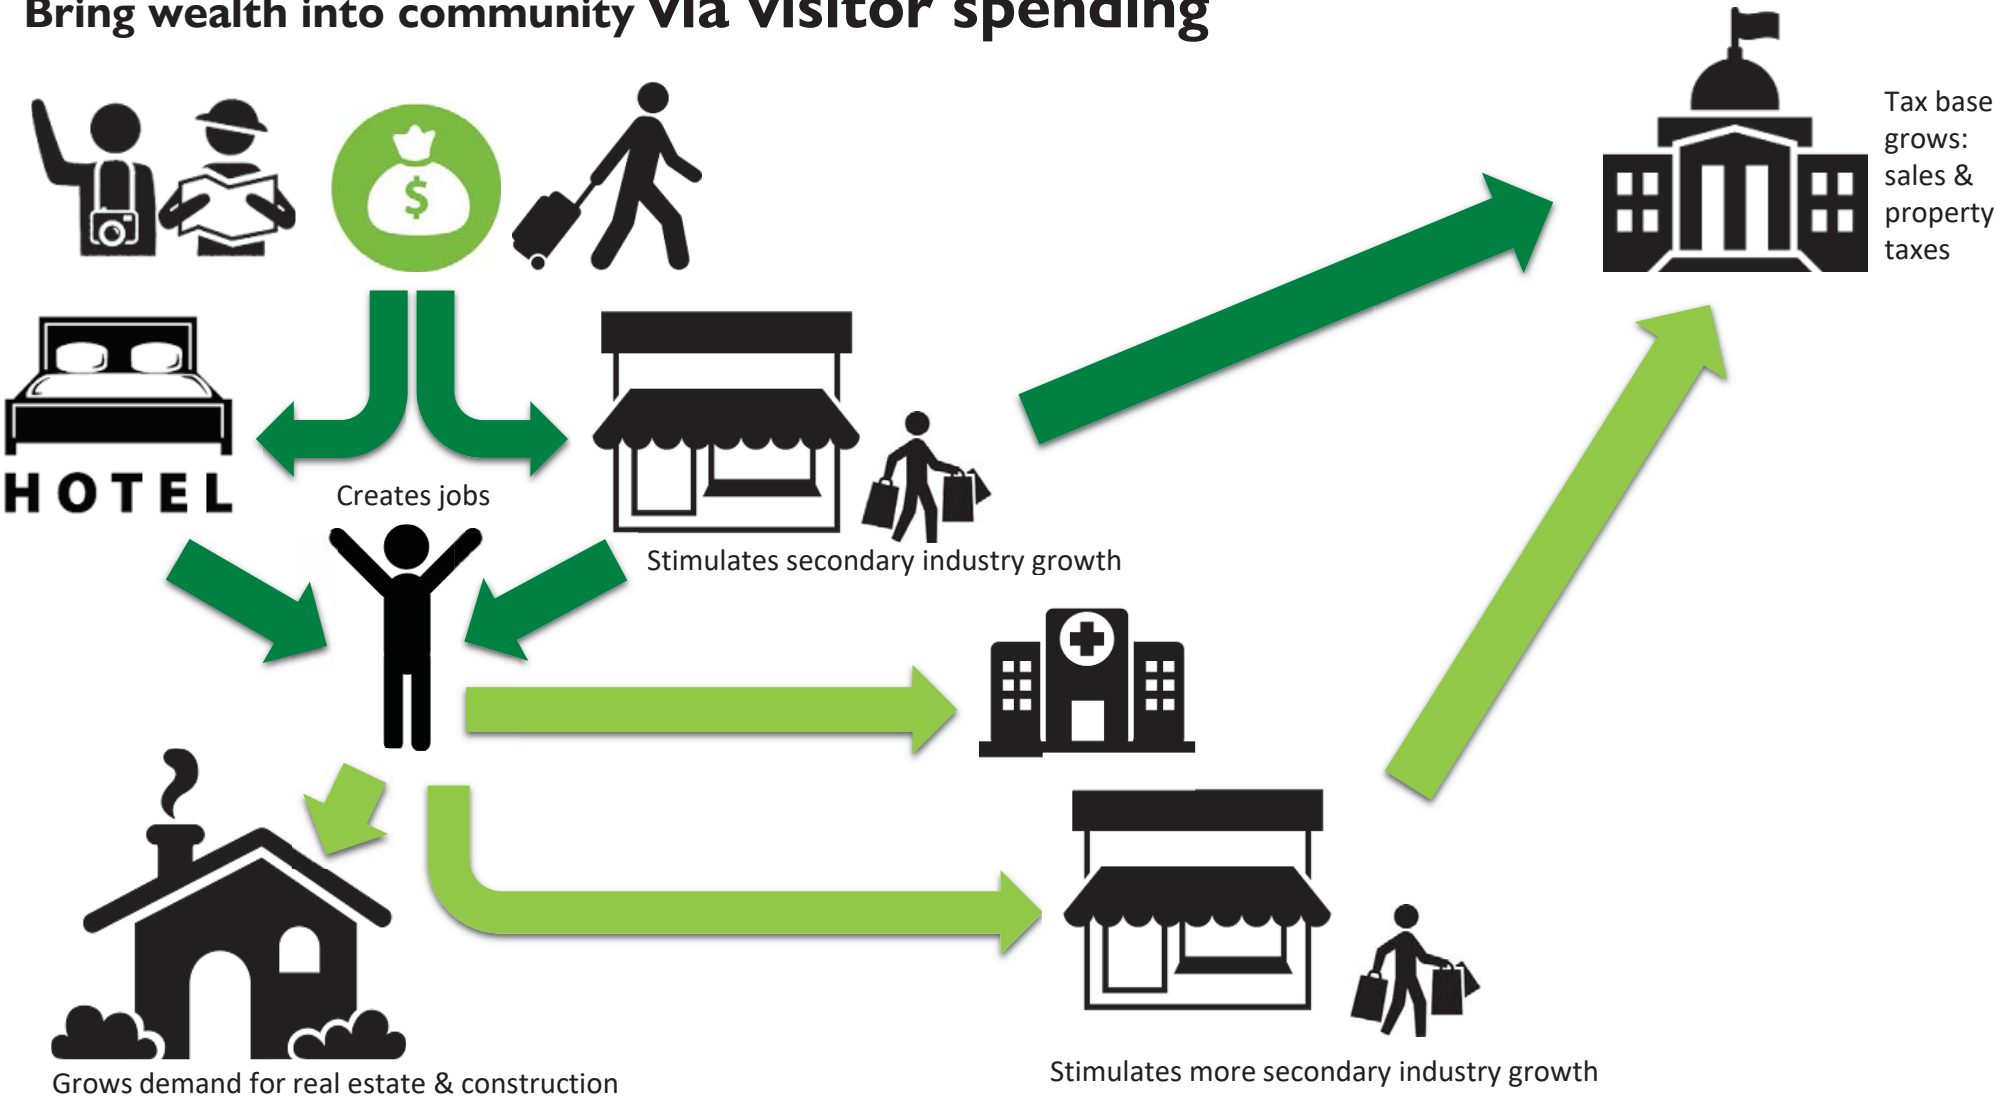 Bring wealth into community via visitor spending
Tax base
grows:
sales &
property
taxes
$
HOTEL
Creates jobs
Stimulates secondary industry growth
Grows demand for real estate & construction
Stimulates more secondary industry growth